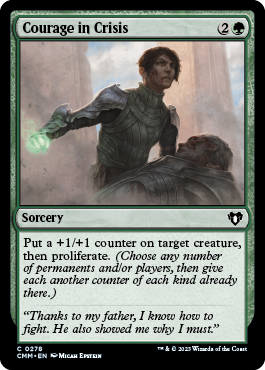 Courage in Crisis 2
Sorcery
Put a +1/+1 counter on target creature,
then proliferate. (Choose any number
of permanents and/or players, then give
each another counter of each kind already
there.)
“Thanks to my father, I know how to
fight. He also showed me why I must.”
C 0278
CMM • EN Micah Epstein ™ & © 2023 Wizards of the Coast